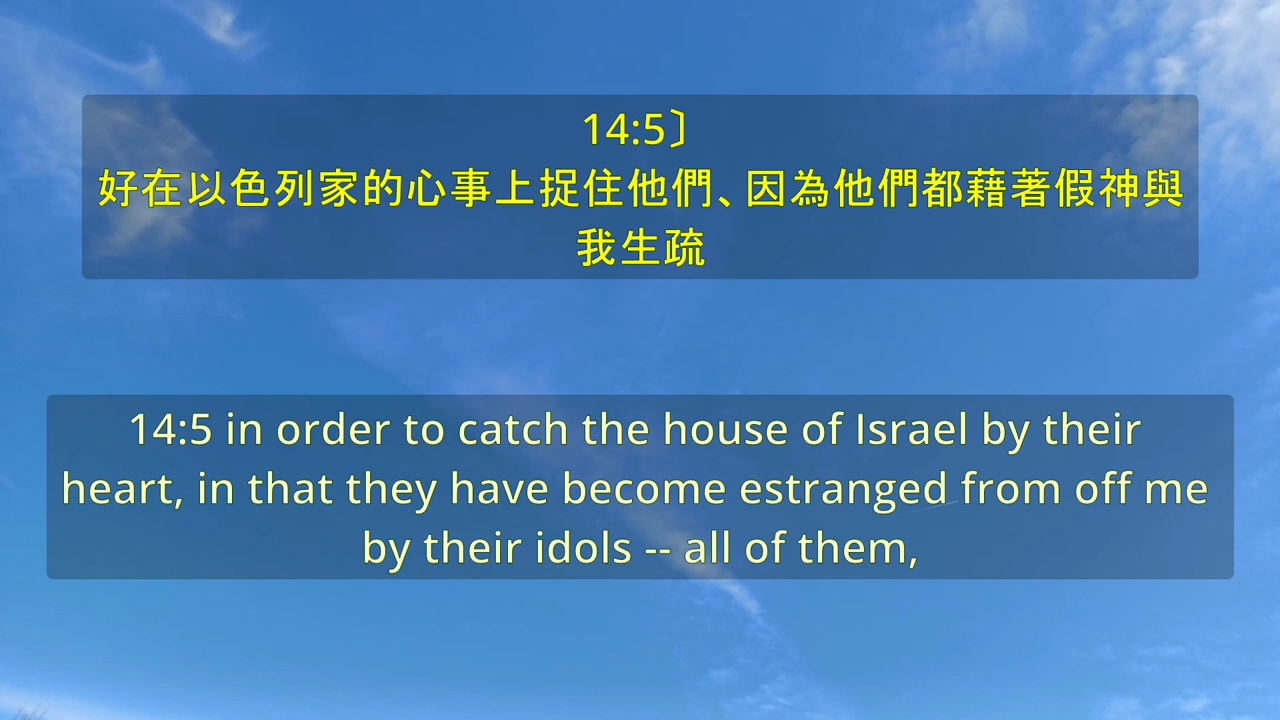 14:5〕
好在以色列家的心事上捉住他們、因為他們都藉著假神與
我生疏
14:5 in order to catch the house of Israel by their
heart, in that they have become estranged from off me
by their idols -- all of them,